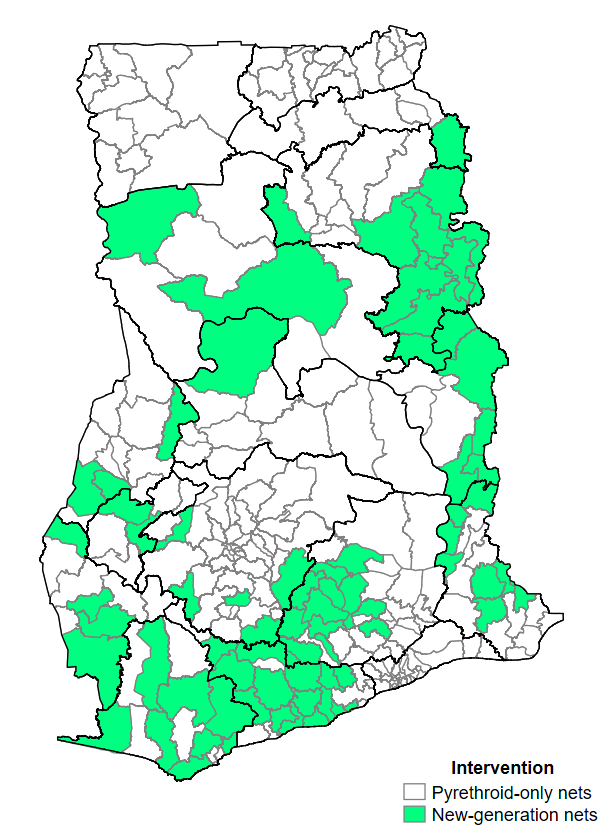 Intervention
Pyrethroid-only nets
New-generation nets